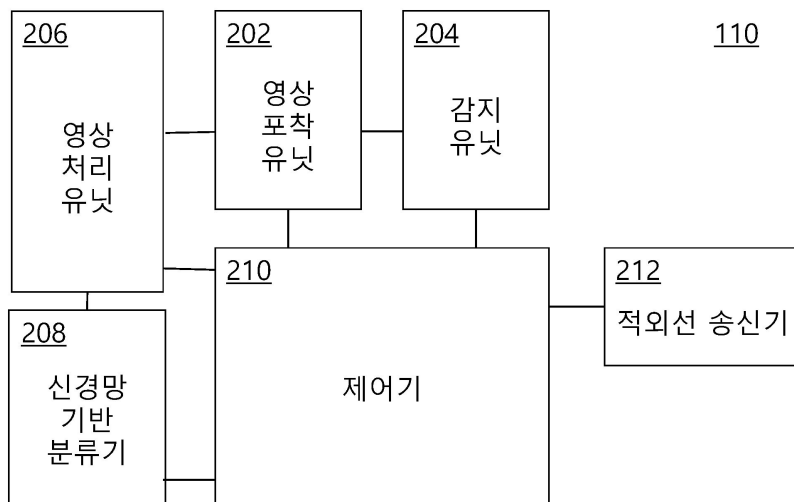 206
영상
처리
유닛
202
영상
포착
유닛
204
감지
유닛
110
210
제어기
212
적외선 송신기
208
신경망
기반
분류기